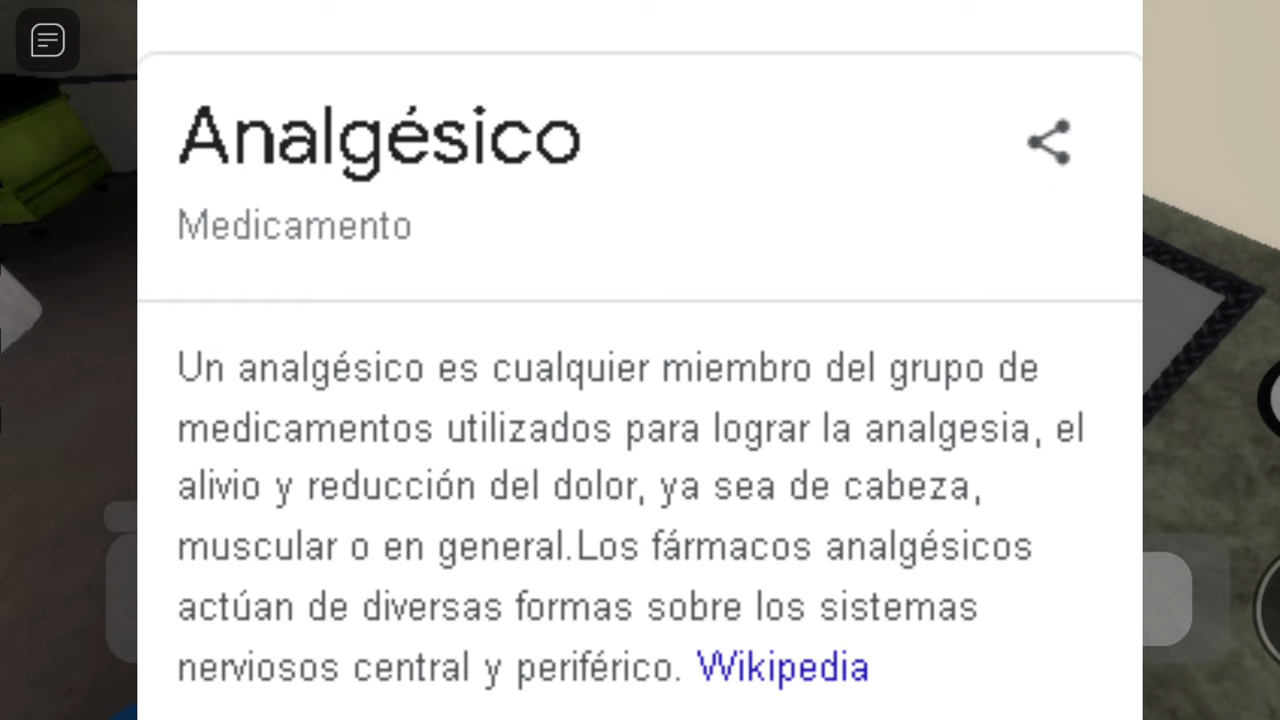 Analgésico
Medicamento
Un analgésico es cualquier miembro del grupo de
medicamentos utilizados para lograr la analgesia, el
alivio y reducción del dolor, ya sea de cabeza,
muscular o en general.Los fármacos analgésicos
actúan de diversas formas sobre los sistemas
nerviosos central y periférico. Wikipedia